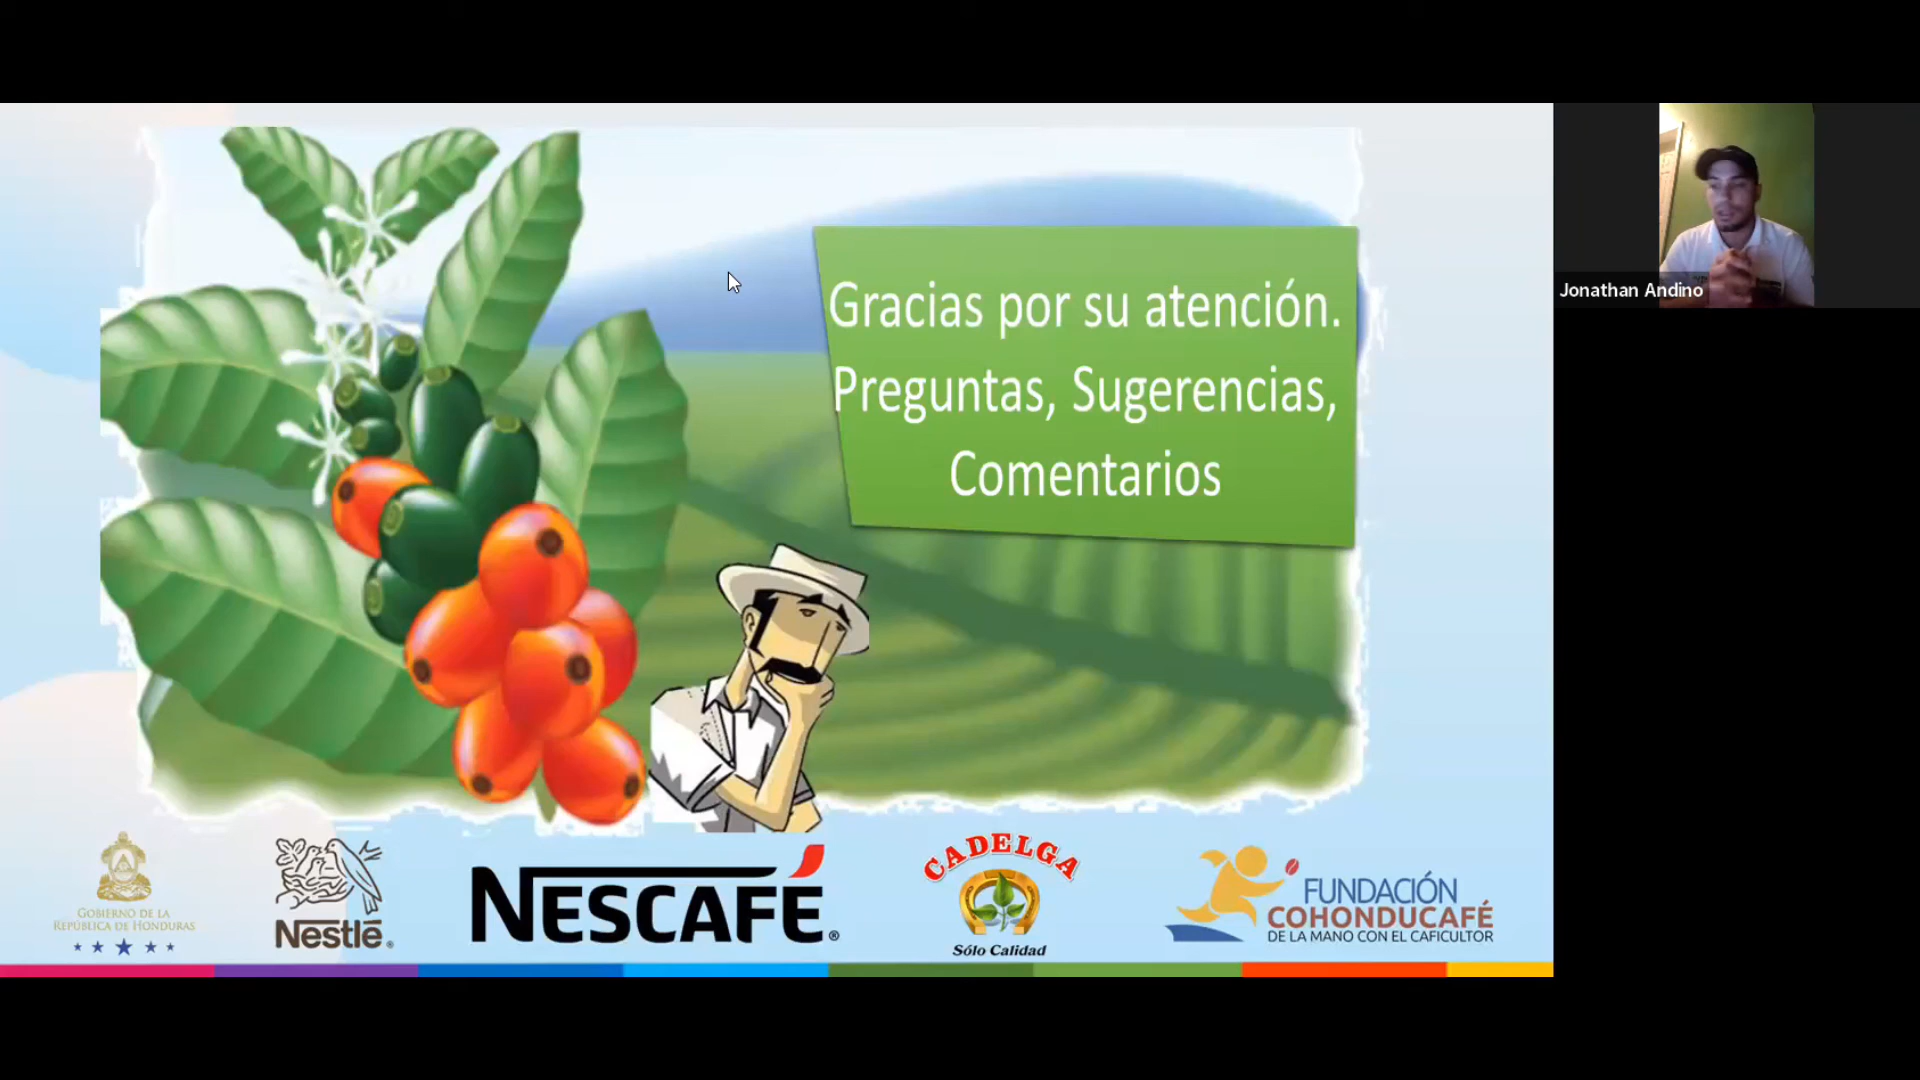 Gracias por su atención.
Preguntas, Sugerencias,
Comentarios
Jonathan Andino
GOBIERNO DE LA
REPÚBLICA DE HONDURAS
Nestlé®
NESCAFÉ®
CADELGA
Sólo Calidad
FUNDACIÓN
COHONDUCAFÉ
DE LA MANO CON EL CAFICULTOR